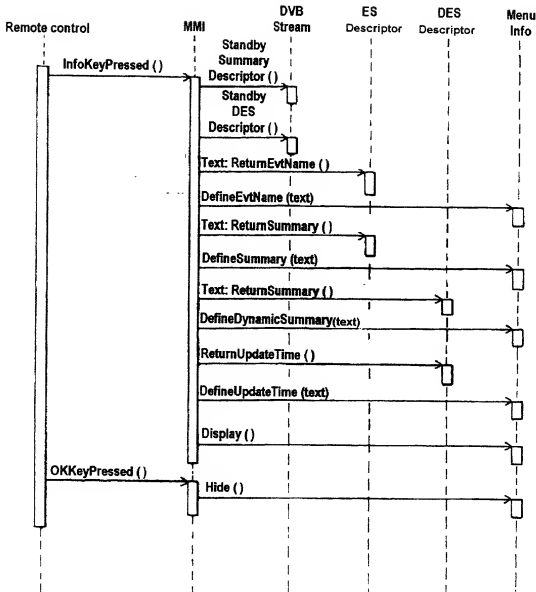 Remote control
MMI
DVB
Stream
ES
Descriptor
DES
Descriptor
Menu
Info
InfoKeyPressed ( )
Standby
Summary
Descriptor ( )
Standby
DES
Descriptor ( )
Text: ReturnEvtName ( )
DefineEvtName (text)
Text: ReturnSummary ( )
DefineSummary (text)
Text: ReturnSummary ( )
DefineDynamicSummary(text)
ReturnUpdateTime ( )
DefineUpdateTime (text)
Display ( )
OKKeyPressed ( )
Hide ( )